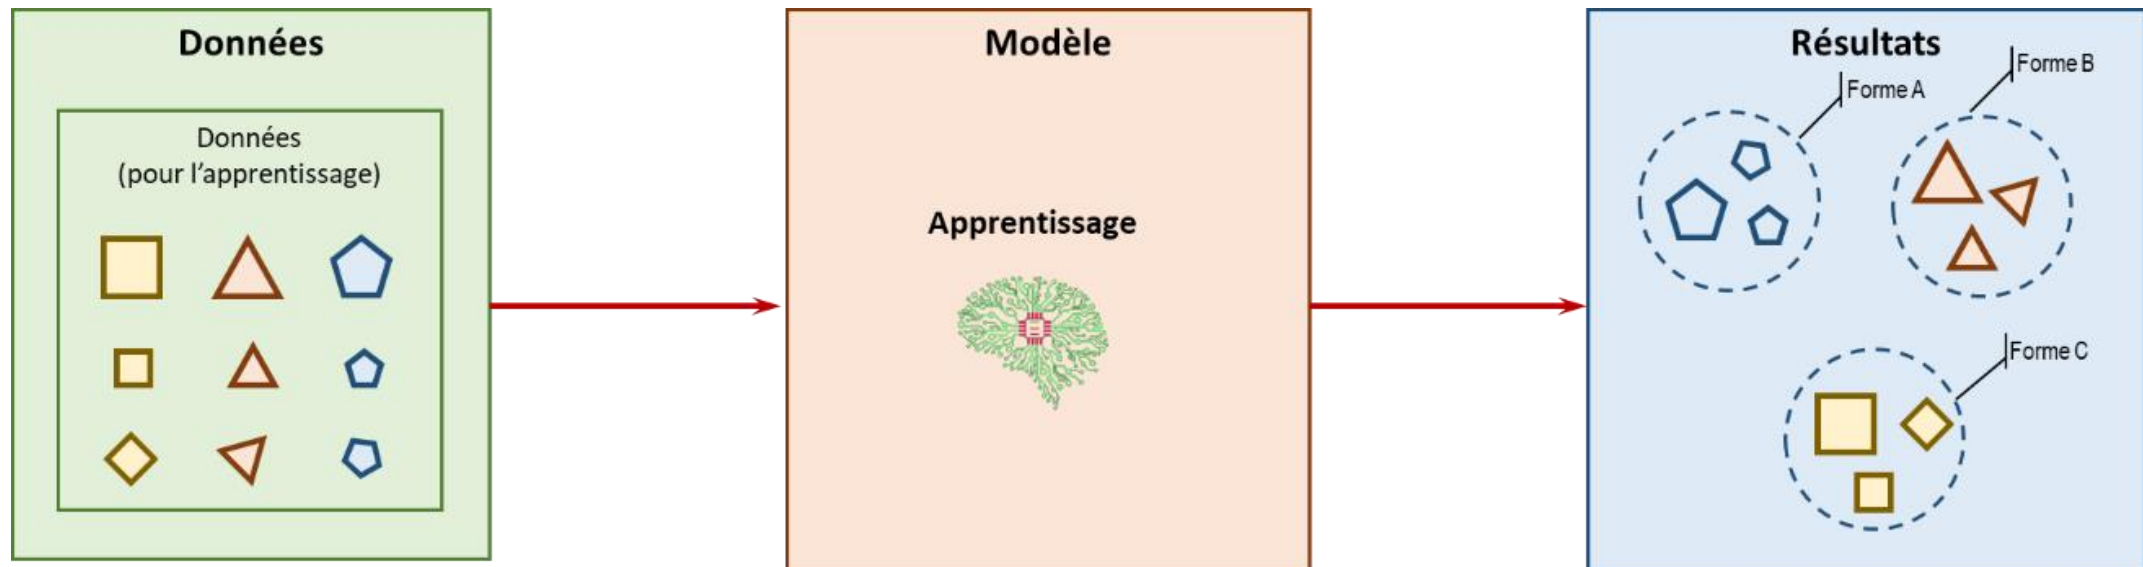 Données
Données
(pour l’apprentissage)
Modèle
Apprentissage
Résultats
Forme A
Forme B
Forme C